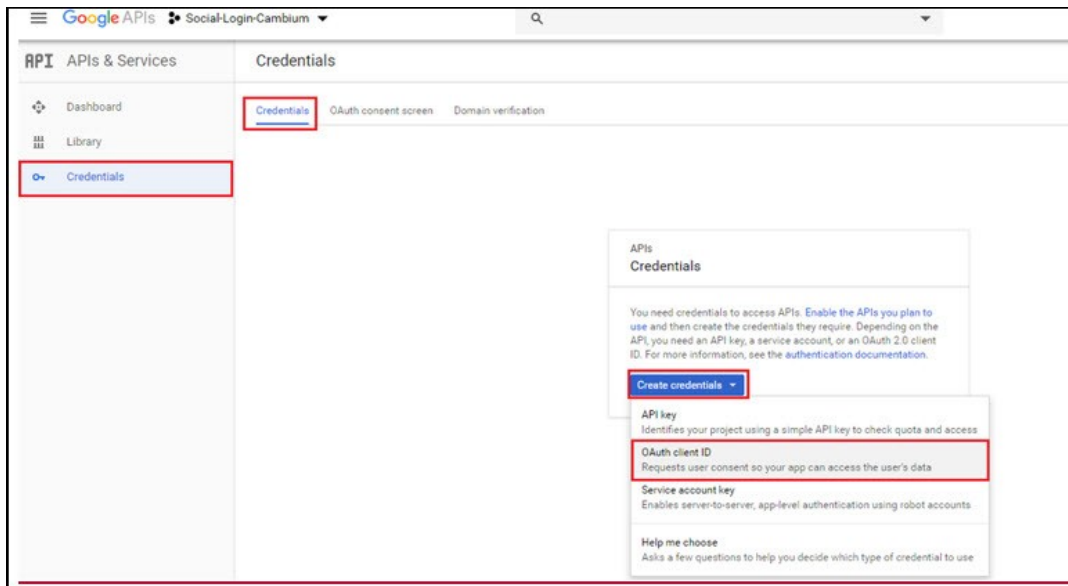 Google APIs Social-Login-Cambium
API APIs & Services
Credentials
Dashboard
Library
Credentials
Credentials OAuth consent screen Domain verification
APIs
Credentials
You need credentials to access APIs. Enable the APIs you plan to
use and then create the credentials they require. Depending on the
API, you need an API key, a service account, or an OAuth 2.0 client
ID. For more information, see the authentication documentation.
Create credentials
API key
Identifies your project using a simple API key to check quota and access
OAuth client ID
Requests user consent so your app can access the user's data
Service account key
Enables server-to-server, app-level authentication using robot accounts
Help me choose
Asks a few questions to help you decide which type of credential to use